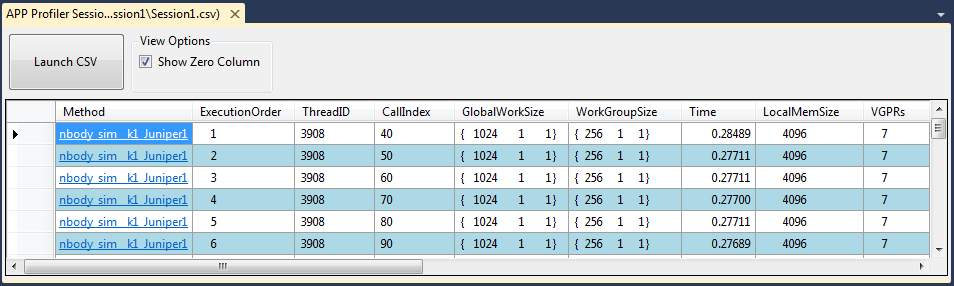 APP Profiler Sessio...ssion1\Session1.csv)
Launch CSV
View Options
Show Zero Column
Method ExecutionOrder ThreadID CallIndex GlobalWorkSize WorkGroupSize Time LocalMemSize VGPRs
nbody_sim__k1_Juniper1 1 3908 40 { 1024 1 1} { 256 1 1} 0.28489 4096 7
nbody_sim__k1_Juniper1 2 3908 50 { 1024 1 1} { 256 1 1} 0.27711 4096 7
nbody_sim__k1_Juniper1 3 3908 60 { 1024 1 1} { 256 1 1} 0.27711 4096 7
nbody_sim__k1_Juniper1 4 3908 70 { 1024 1 1} { 256 1 1} 0.27700 4096 7
nbody_sim__k1_Juniper1 5 3908 80 { 1024 1 1} { 256 1 1} 0.27711 4096 7
nbody_sim__k1_Juniper1 6 3908 90 { 1024 1 1} { 256 1 1} 0.27689 4096 7